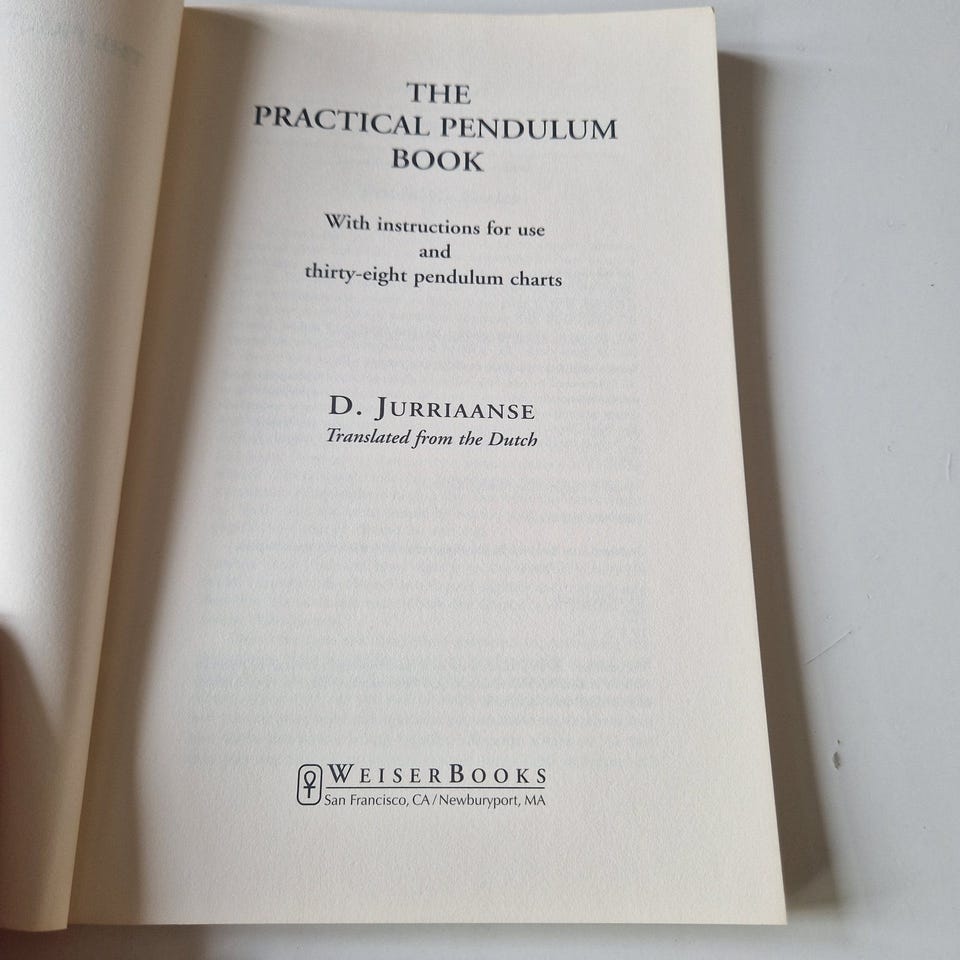 THE
PRACTICAL PENDULUM
BOOK
With instructions for use
and
thirty-eight pendulum charts
D. JURRIAANSE
Translated from the Dutch
WEISERBOOKS
San Francisco, CA / Newburyport, MA